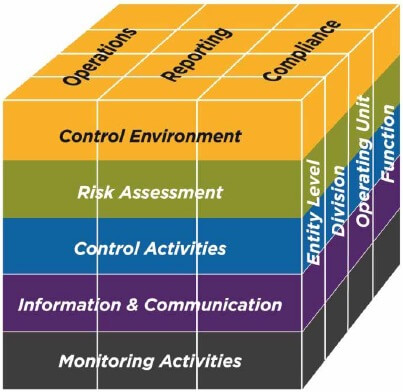 Operations
Reporting
Compliance
Control Environment
Risk Assessment
Control Activities
Information & Communication
Monitoring Activities
Entity Level
Division
Operating Unit
Function